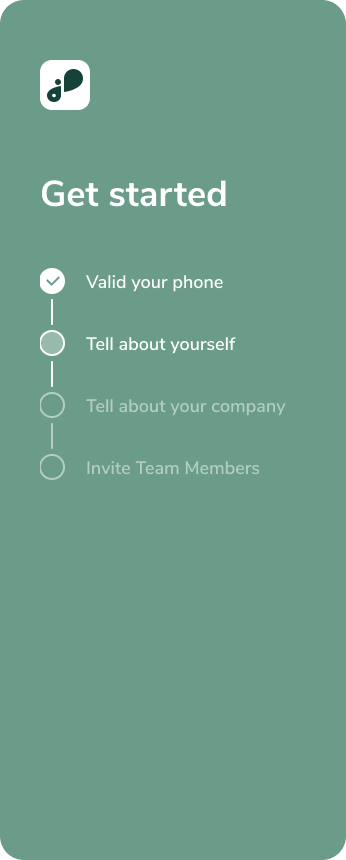 Get started
Valid your phone
Tell about yourself
Tell about your company
Invite Team Members